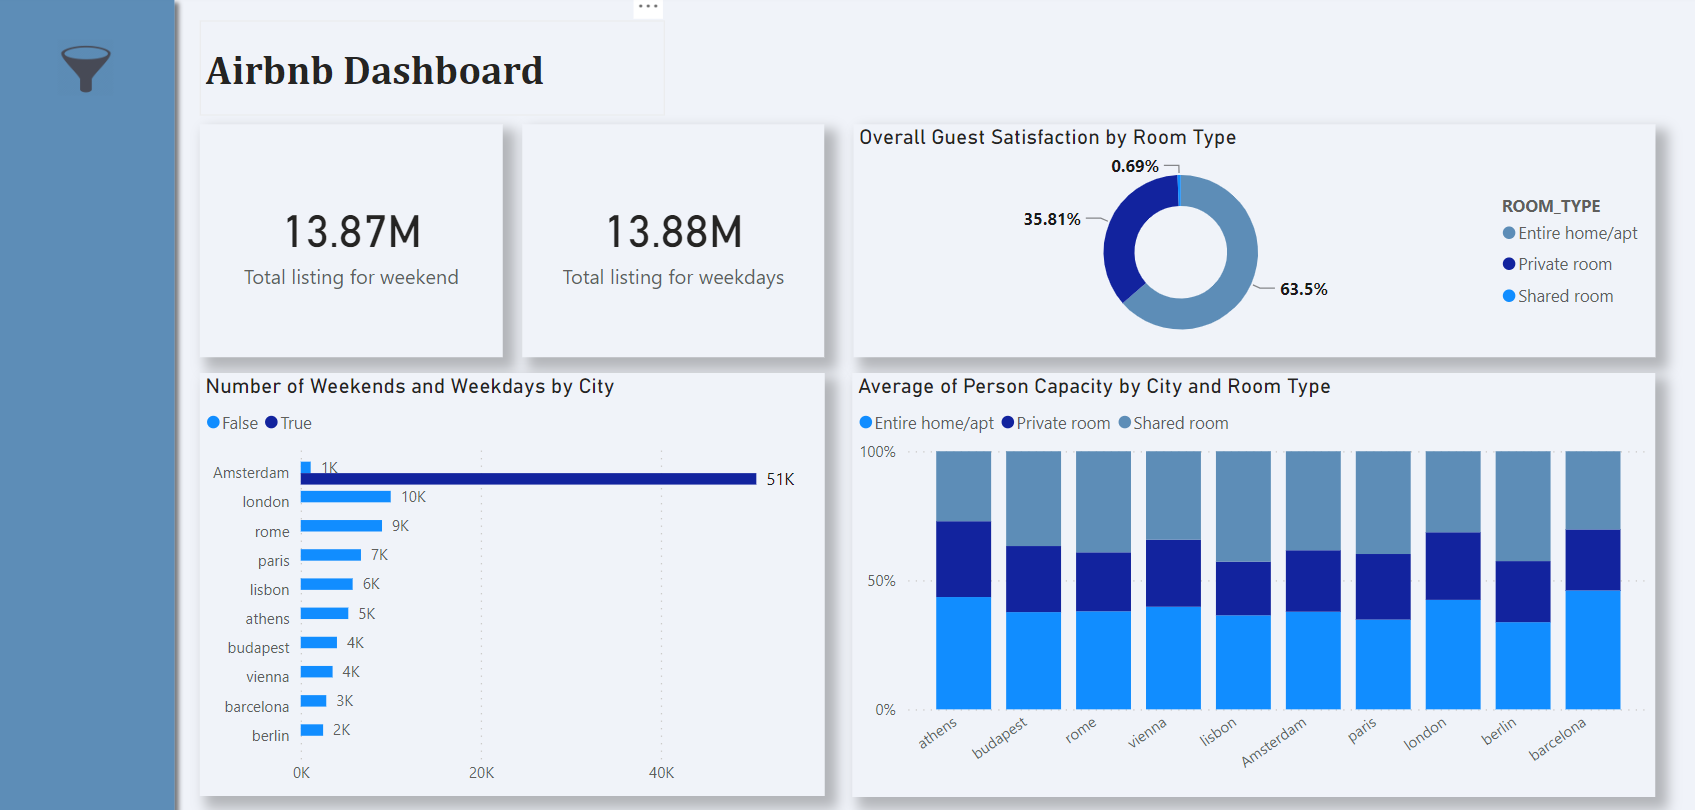 Airbnb Dashboard
13.87M
Total listing for weekend
13.88M
Total listing for weekdays
Overall Guest Satisfaction by Room Type
0.69%
35.81%
63.5%
ROOM_TYPE
Entire home/apt
Private room
Shared room
Number of Weekends and Weekdays by City
False True
Amsterdam 1K
51K
london 10K
rome 9K
paris 7K
lisbon 6K
athens 5K
budapest 4K
vienna 4K
barcelona 3K
berlin 2K
0K 20K 40K
Average of Person Capacity by City and Room Type
Entire home/apt Private room Shared room
100%
50%
0%
athens budapest rome vienna lisbon Amsterdam paris london berlin barcelona